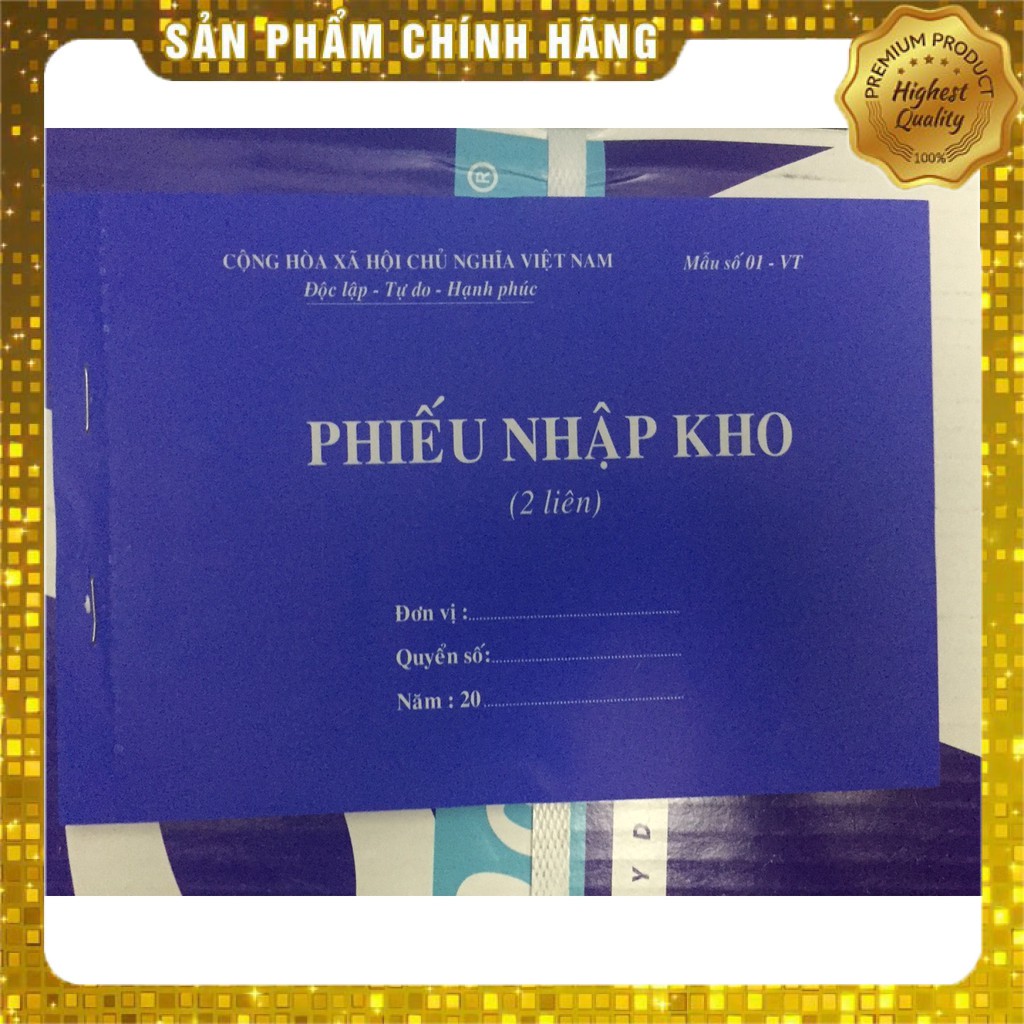 SẢN PHẨM CHÍNH HÃNG
PREMIUM PRODUCT
Highest
Quality
100%
®
CỘNG HÒA XÃ HỘI CHỦ NGHĨA VIỆT NAM
Mẫu số 01 - VT
Độc lập - Tự do - Hạnh phúc
PHIẾU NHẬP KHO
(2 liên)
Đơn vị :
Quyển số:
Năm : 20
Y D